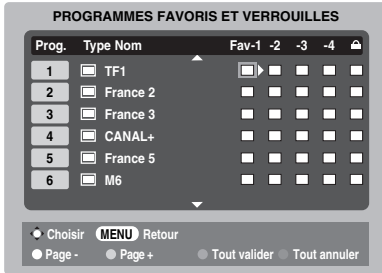 PROGRAMMES FAVORIS ET VERROUILLES
Prog. Type Nom Fav-1 -2 -3 -4
1 TF1
2 France 2
3 France 3
4 CANAL+
5 France 5
6 M6
Choisir MENU Retour
Page - Page + Tout valider Tout annuler